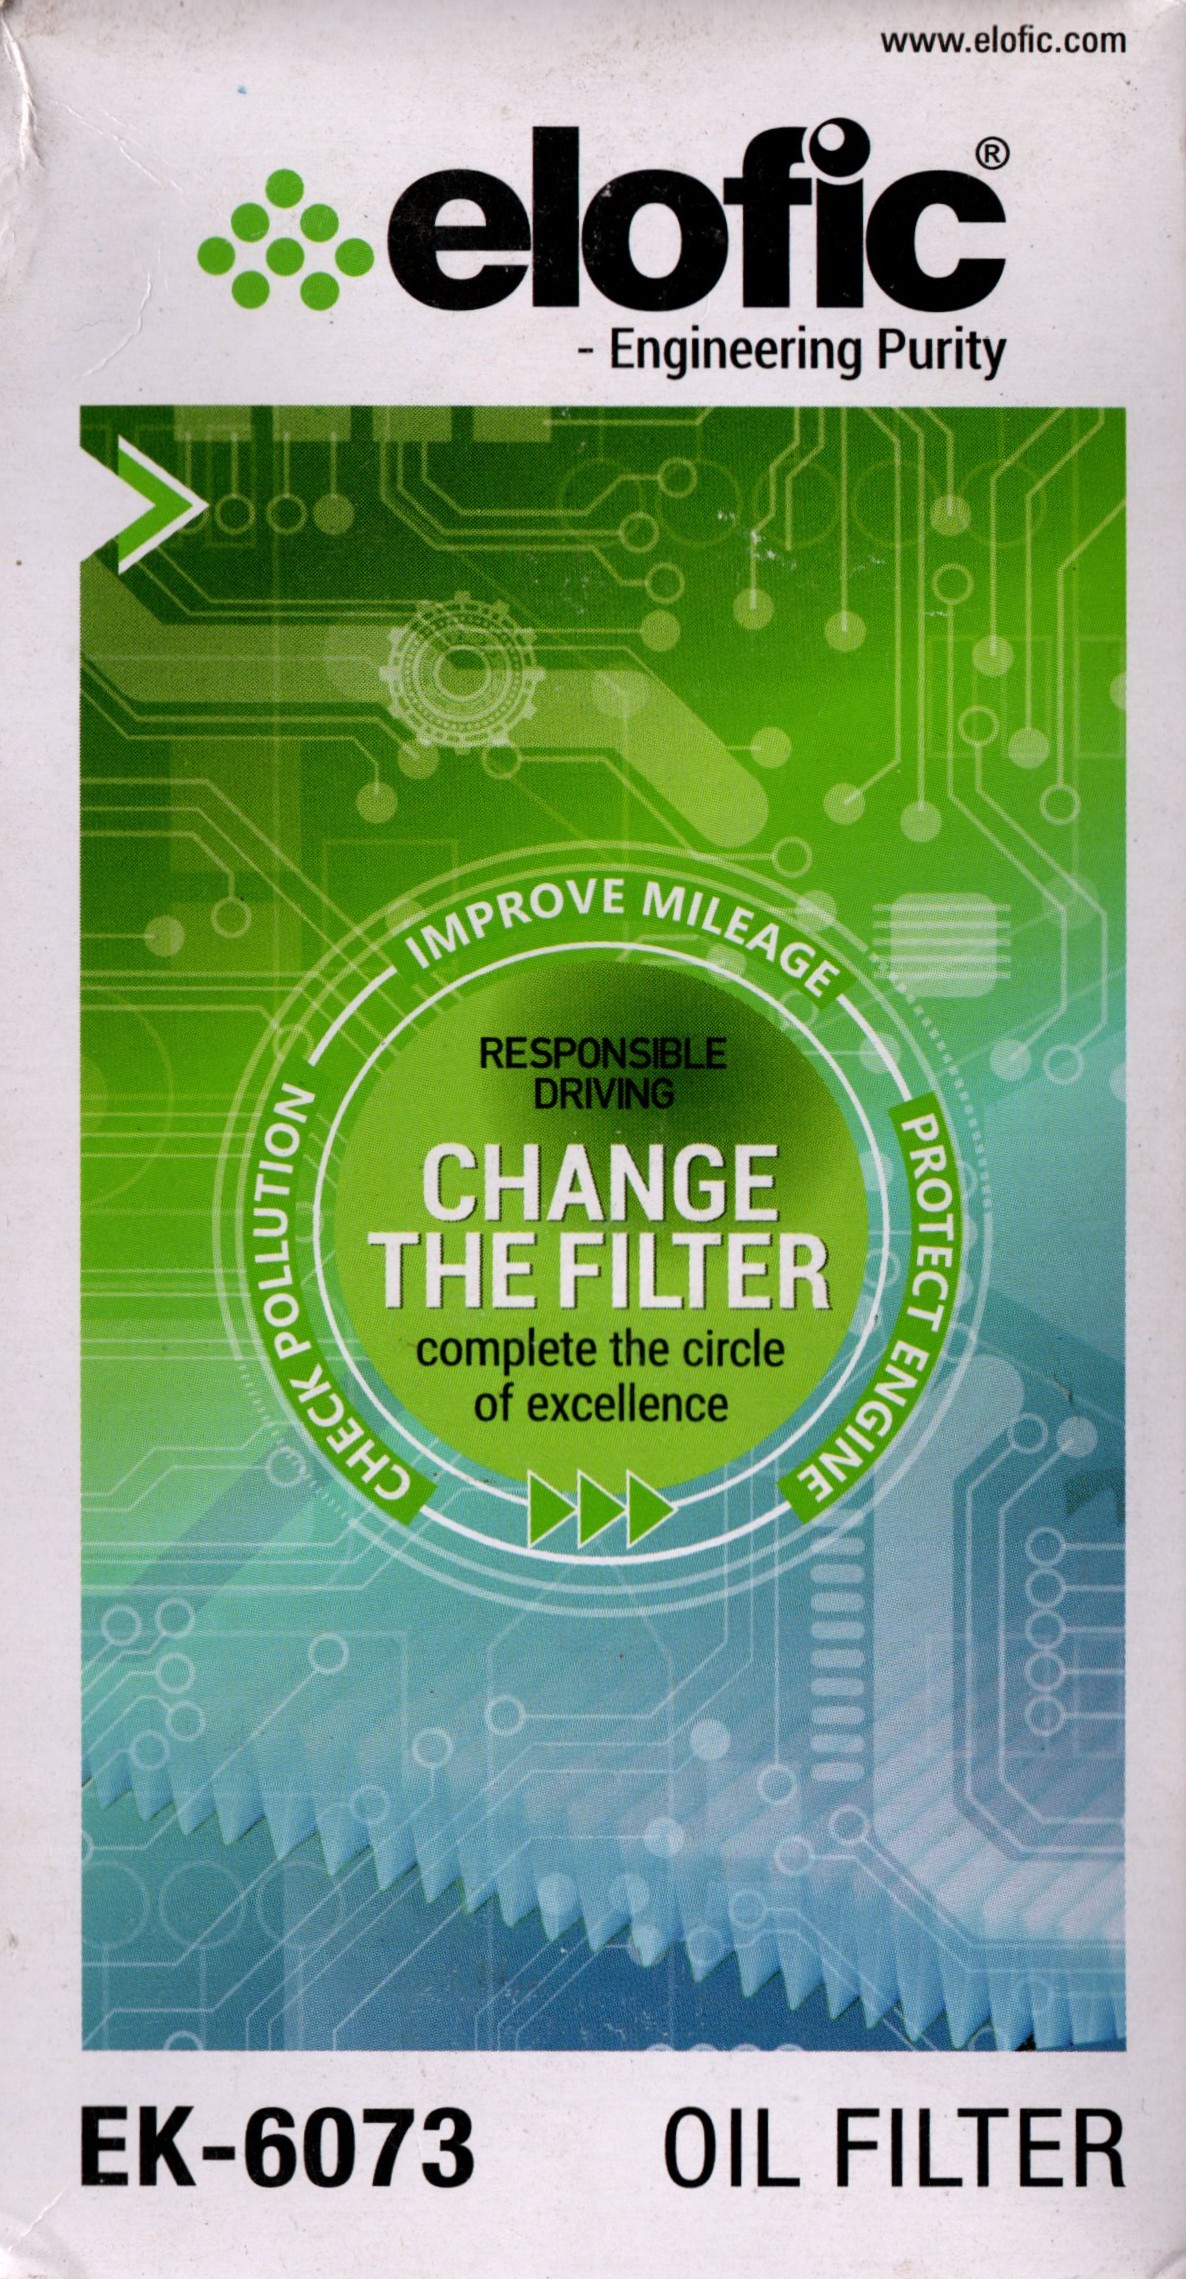 www.elofic.com
elofic®
- Engineering Purity
IMPROVE MILEAGE
PROTECT ENGINE
CHECK POLLUTION
RESPONSIBLE
DRIVING
CHANGE
THE FILTER
complete the circle
of excellence
EK-6073 OIL FILTER